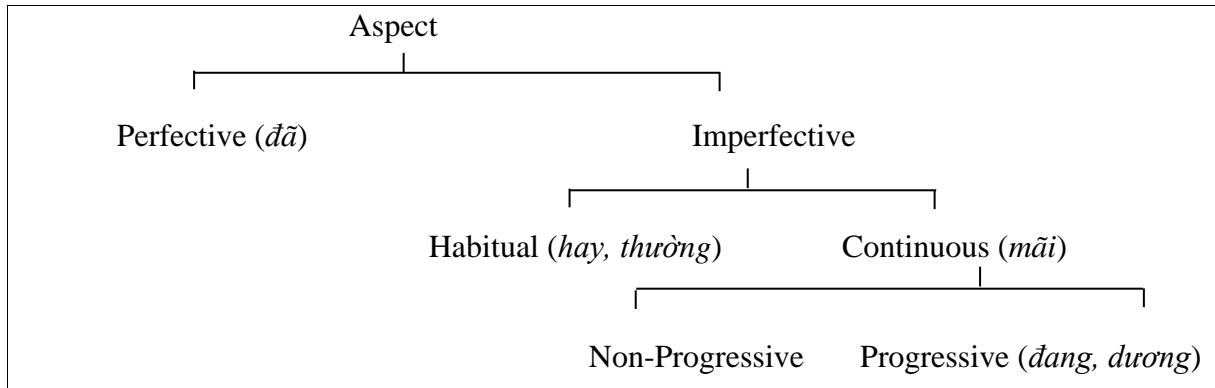 Aspect
Perfective (đã) Imperfective
Habitual (hay, thường) Continuous (mãi)
Non-Progressive Progressive (đang, dương)